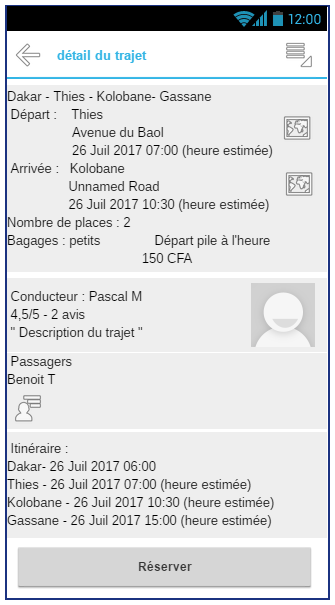 12:00
détail du trajet
Dakar - Thies - Kolobane- Gassane
Départ : Thies
Avenue du Baol
26 Juil 2017 07:00 (heure estimée)
Arrivée : Kolobane
Unnamed Road
26 Juil 2017 10:30 (heure estimée)
Nombre de places : 2
Bagages : petits Départ pile à l'heure
150 CFA
Conducteur : Pascal M
4,5/5 - 2 avis
" Description du trajet "
Passagers
Benoit T
Itinéraire :
Dakar- 26 Juil 2017 06:00
Thies - 26 Juil 2017 07:00 (heure estimée)
Kolobane - 26 Juil 2017 10:30 (heure estimée)
Gassane - 26 Juil 2017 15:00 (heure estimée)
Réserver